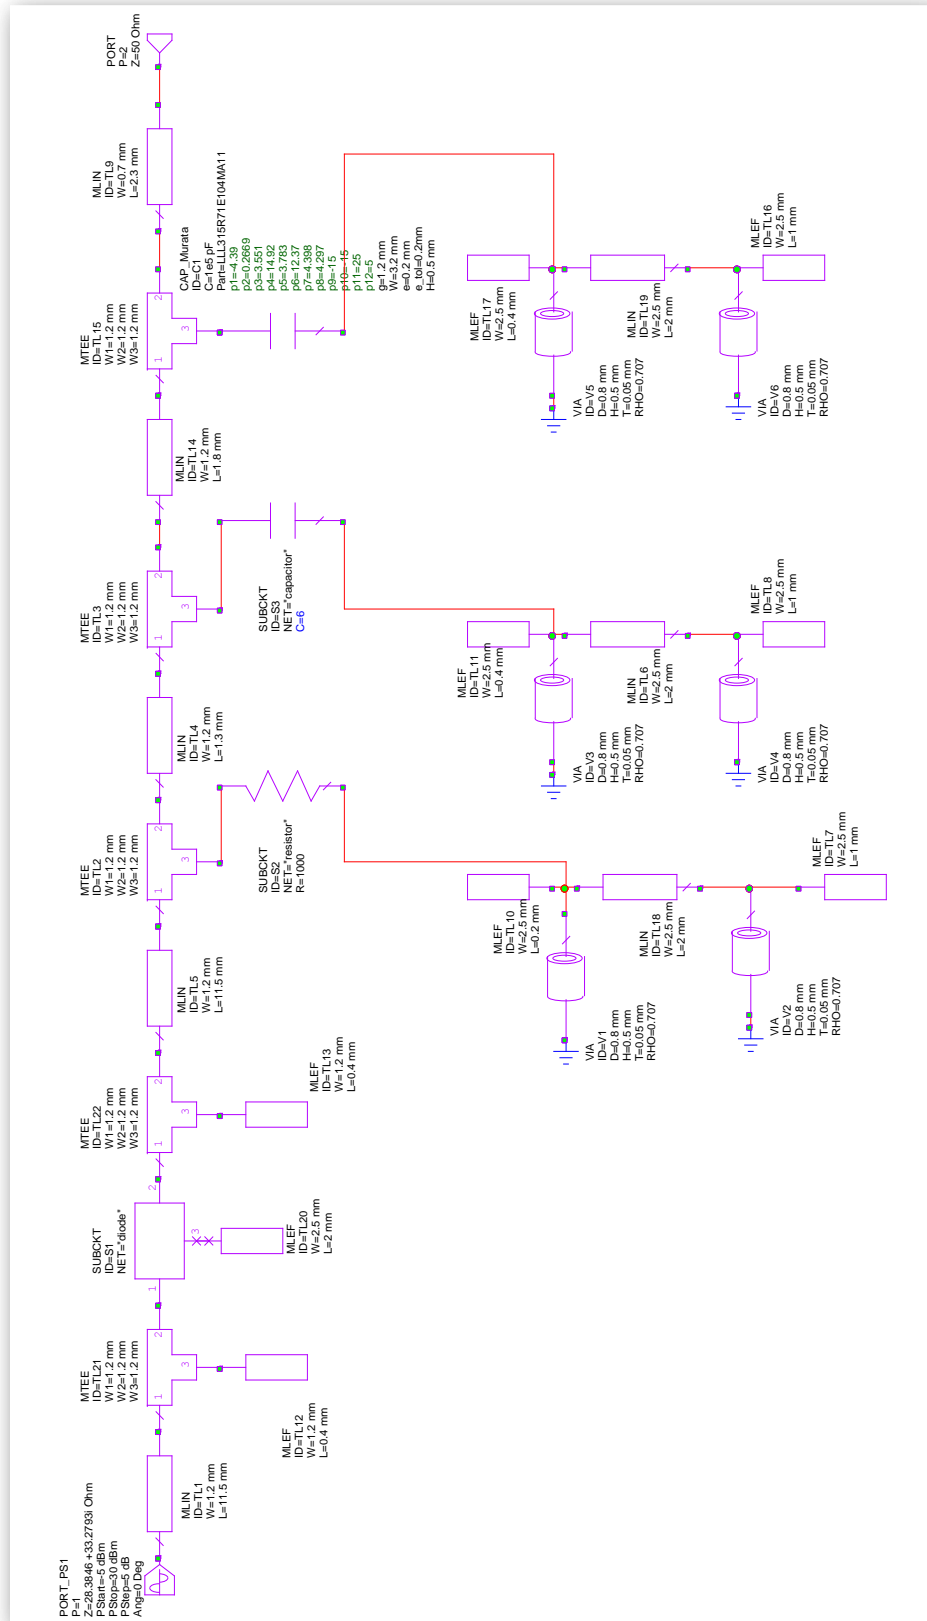 PORT_PS1
P=1
Z=28.3846 +33.2793i Ohm
PStart=-5 dBm
PStop=30 dBm
PStep=5 dB
Ang=0 Deg
MLIN
ID=TL1
W=1.2 mm
L=11.5 mm
MTEE
ID=TL21
W1=1.2 mm
W2=1.2 mm
W3=1.2 mm
1
2
3
MLEF
ID=TL12
W=1.2 mm
L=0.4 mm
SUBCKT
ID=S1
NET="diode"
1
2
3
MLEF
ID=TL20
W=2.5 mm
L=2 mm
MTEE
ID=TL22
W1=1.2 mm
W2=1.2 mm
W3=1.2 mm
1
2
3
MLEF
ID=TL13
W=1.2 mm
L=0.4 mm
MLIN
ID=TL5
W=1.2 mm
L=11.5 mm
MTEE
ID=TL2
W1=1.2 mm
W2=1.2 mm
W3=1.2 mm
1
2
3
SUBCKT
ID=S2
NET="resistor"
R=1000
MLEF
ID=TL10
W=2.5 mm
L=0.2 mm
VIA
ID=V1
D=0.8 mm
H=0.5 mm
T=0.05 mm
RHO=0.707
MLIN
ID=TL18
W=2.5 mm
L=2 mm
VIA
ID=V2
D=0.8 mm
H=0.5 mm
T=0.05 mm
RHO=0.707
MLEF
ID=TL7
W=2.5 mm
L=1 mm
MLIN
ID=TL4
W=1.2 mm
L=1.3 mm
MTEE
ID=TL3
W1=1.2 mm
W2=1.2 mm
W3=1.2 mm
1
2
3
SUBCKT
ID=S3
NET="capacitor"
C=6
MLEF
ID=TL11
W=2.5 mm
L=0.4 mm
VIA
ID=V3
D=0.8 mm
H=0.5 mm
T=0.05 mm
RHO=0.707
MLIN
ID=TL6
W=2.5 mm
L=2 mm
VIA
ID=V4
D=0.8 mm
H=0.5 mm
T=0.05 mm
RHO=0.707
MLEF
ID=TL8
W=2.5 mm
L=1 mm
MLIN
ID=TL14
W=1.2 mm
L=1.8 mm
MTEE
ID=TL15
W1=1.2 mm
W2=1.2 mm
W3=1.2 mm
1
2
3
CAP_Murata
ID=C1
C=1e5 pF
Part=LLL315R71E104MA11
p1=-4.39
p2=0.2669
p3=3.551
p4=14.92
p5=3.783
p6=12.37
p7=4.398
p8=4.297
p9=-15
p10=-15
p11=25
p12=5
g=1.2 mm
W=3.2 mm
e=0.2 mm
e_tol=0.2mm
H=0.5 mm
MLEF
ID=TL17
W=2.5 mm
L=0.4 mm
VIA
ID=V5
D=0.8 mm
H=0.5 mm
T=0.05 mm
RHO=0.707
MLIN
ID=TL19
W=2.5 mm
L=2 mm
VIA
ID=V6
D=0.8 mm
H=0.5 mm
T=0.05 mm
RHO=0.707
MLEF
ID=TL16
W=2.5 mm
L=1 mm
MLIN
ID=TL9
W=0.7 mm
L=2.3 mm
PORT
P=2
Z=50 Ohm